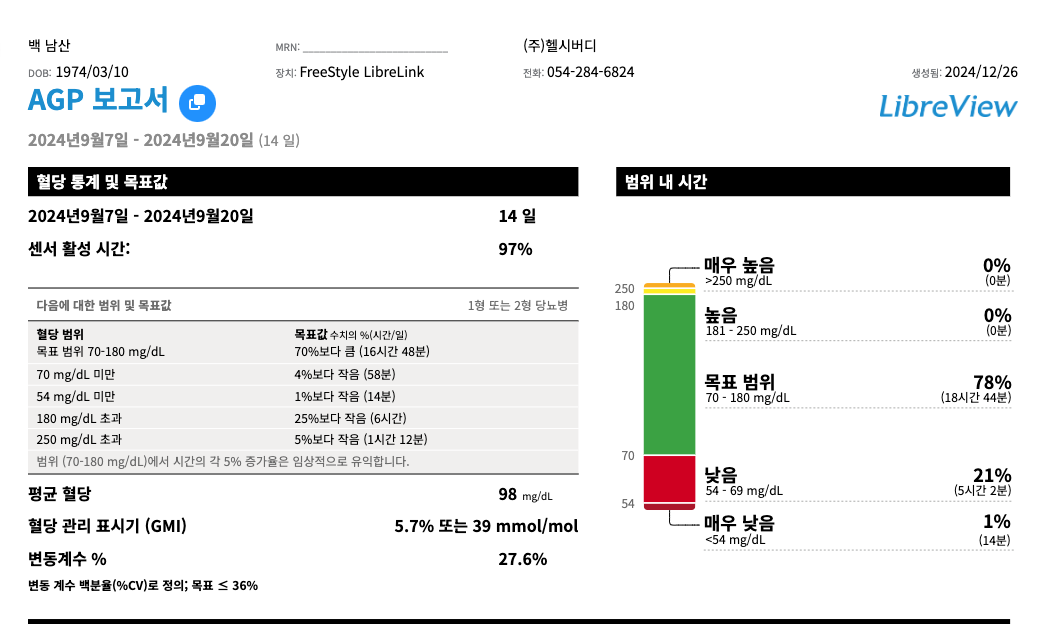 백 남산
MRN: ________________________
(주)헬시버디
DOB: 1974/03/10
장치: FreeStyle LibreLink
전화: 054-284-6824
생성됨: 2024/12/26
AGP 보고서
LibreView
2024년9월7일 - 2024년9월20일 (14 일)
혈당 통계 및 목표값
2024년9월7일 - 2024년9월20일 14 일
센서 활성 시간: 97%
다음에 대한 범위 및 목표값 1형 또는 2형 당뇨병
혈당 범위 목표값 수치의 %(시간/일)
목표 범위 70-180 mg/dL 70%보다 큼 (16시간 48분)
70 mg/dL 미만 4%보다 작음 (58분)
54 mg/dL 미만 1%보다 작음 (14분)
180 mg/dL 초과 25%보다 작음 (6시간)
250 mg/dL 초과 5%보다 작음 (1시간 12분)
범위 (70-180 mg/dL)에서 시간의 각 5% 증가율은 임상적으로 유익합니다.
평균 혈당 98 mg/dL
혈당 관리 표시기 (GMI) 5.7% 또는 39 mmol/mol
변동계수 % 27.6%
변동 계수 백분율(%CV)로 정의; 목표 ≤ 36%
범위 내 시간
250
180
70
54
매우 높음 0%
>250 mg/dL (0분)
높음 0%
181 - 250 mg/dL (0분)
목표 범위 78%
70 - 180 mg/dL (18시간 44분)
낮음 21%
54 - 69 mg/dL (5시간 2분)
매우 낮음 1%
<54 mg/dL (14분)